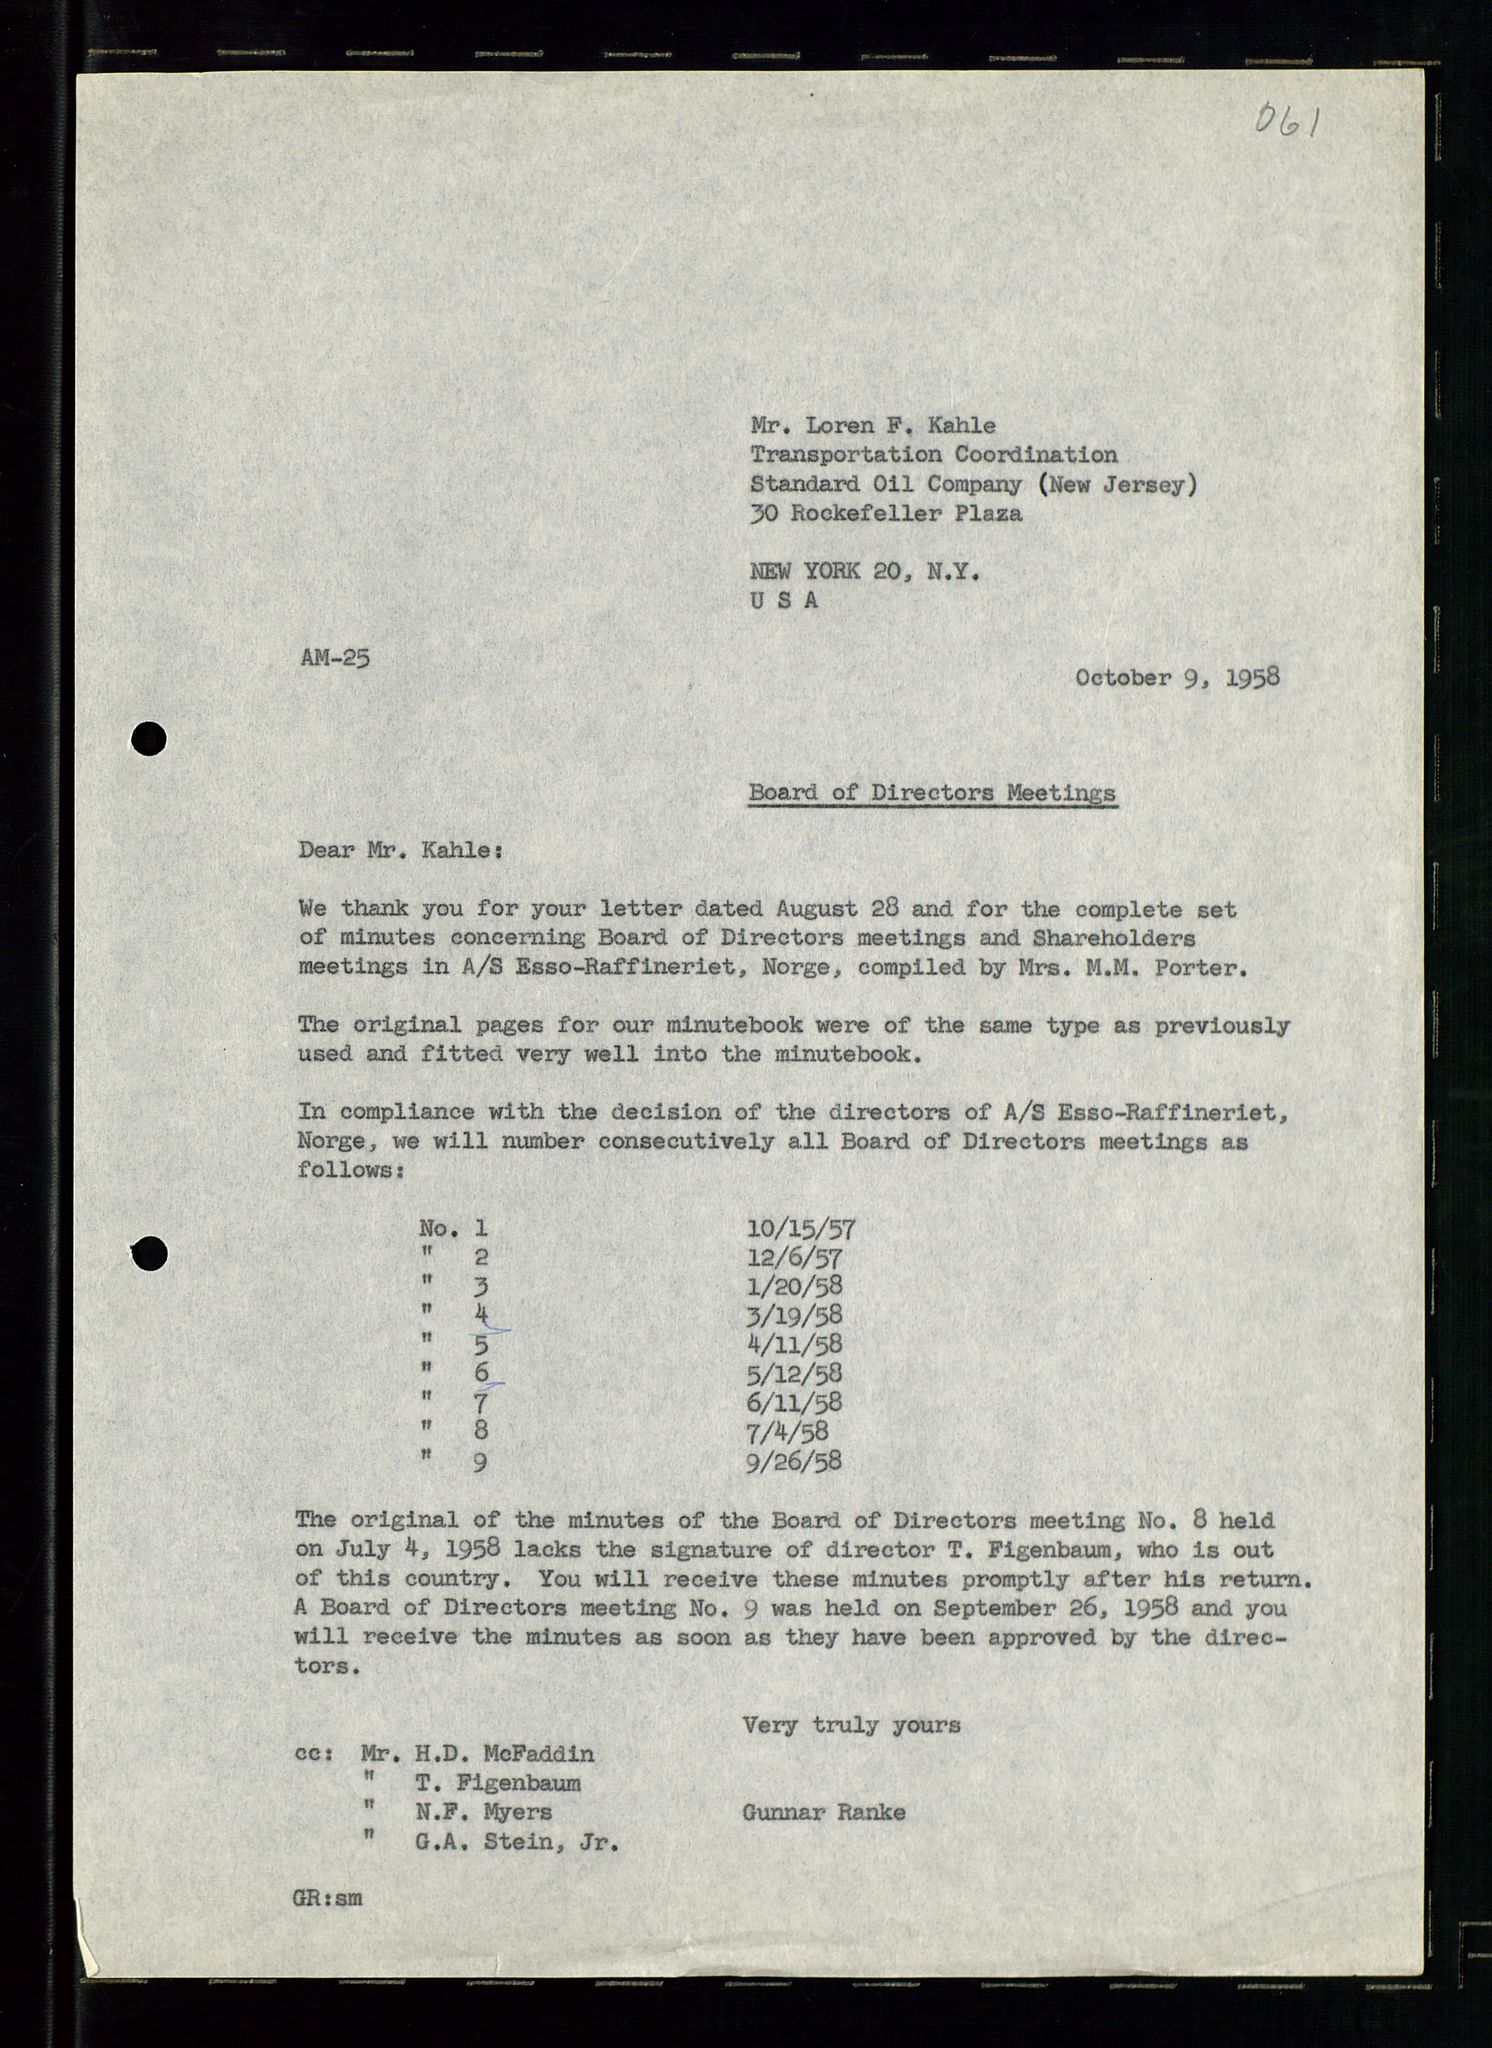 061
Mr. Loren F. Kahle
Transportation Coordination
Standard Oil Company (New Jersey)
30 Rockefeller Plaza
NEW YORK 20, N.Y.
U S A
AM-25
October 9, 1958
Board of Directors Meetings
Dear Mr. Kahle:
We thank you for your letter dated August 28 and for the complete set
of minutes concerning Board of Directors meetings and Shareholders
meetings in A/S Esso-Raffineriet, Norge, compiled by Mrs. M.M. Porter.
The original pages for our minutebook were of the same type as previously
used and fitted very well into the minutebook.
In compliance with the decision of the directors of A/S Esso-Raffineriet,
Norge, we will number consecutively all Board of Directors meetings as
follows:
No. 1 10/15/57
" 2 12/6/57
" 3 1/20/58
" 4 3/19/58
" 5 4/11/58
" 6 5/12/58
" 7 6/11/58
" 8 7/4/58
" 9 9/26/58
The original of the minutes of the Board of Directors meeting No. 8 held
on July 4, 1958 lacks the signature of director T. Figenbaum, who is out
of this country. You will receive these minutes promptly after his return.
A Board of Directors meeting No. 9 was held on September 26, 1958 and you
will receive the minutes as soon as they have been approved by the direc-
tors.
Very truly yours
cc: Mr. H.D. McFaddin
" T. Figenbaum
" N.F. Myers
Gunnar Ranke
" G.A. Stein, Jr.
GR:sm